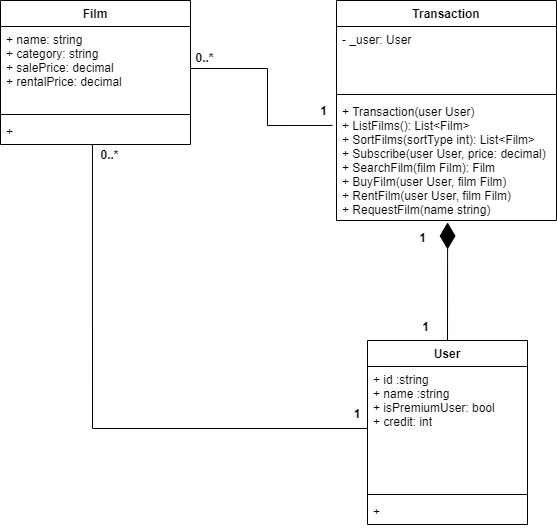 Film
+ name: string
+ category: string
+ salePrice: decimal
+ rentalPrice: decimal
+
0..*
0..*
Transaction
- _user: User
1
+ Transaction(user User)
+ ListFilms(): List<Film>
+ SortFilms(sortType int): List<Film>
+ Subscribe(user User, price: decimal)
+ SearchFilm(film Film): Film
+ BuyFilm(user User, film Film)
+ RentFilm(user User, film Film)
+ RequestFilm(name string)
1
1
User
+ id :string
+ name :string
+ isPremiumUser: bool
+ credit: int
1
+